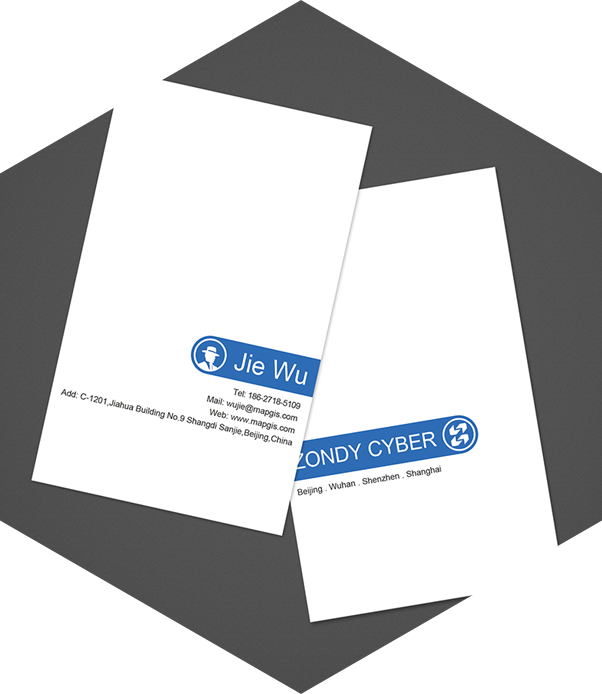 Jie Wu
Tel: 186-2718-5109
Mail: wujie@mapgis.com
Web: www.mapgis.com
Add: C-1201,Jiahua Building No.9 Shangdi Sanjie,Beijing,China
ZONDY CYBER
Beijing . Wuhan . Shenzhen . Shanghai